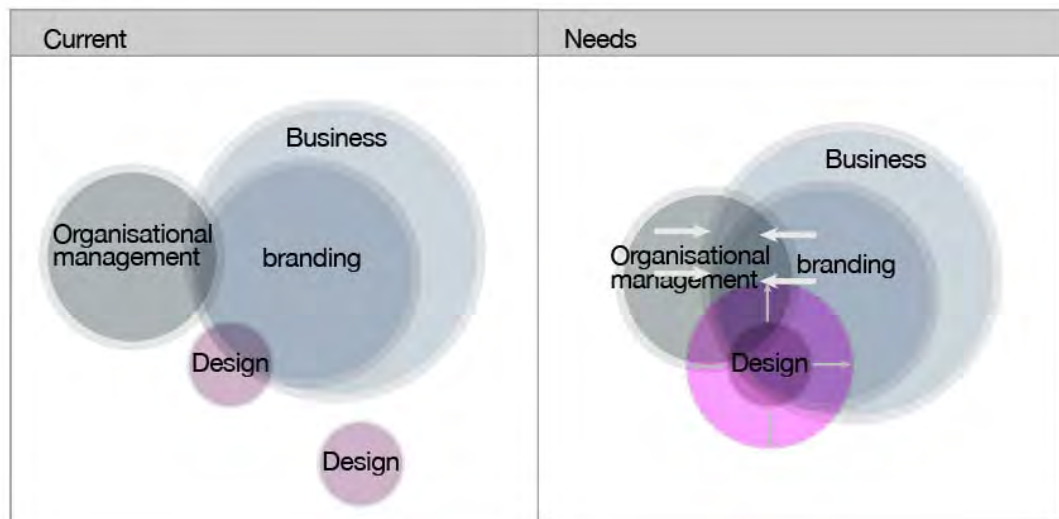 Current
Needs
Business
Organisational
management
branding
Design
Design
Business
Organisational
management
branding
Design